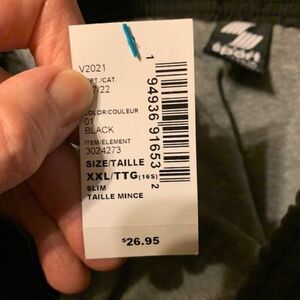 V2021
PT./CAT.
7/22
COLOR/COULEUR
01
BLACK
ITEM/ELEMENT
3024273
SIZE/TAILLE
XXL/TTG(16S)
SLIM
TAILLE MINCE
1 94936 91653 2
$26.95